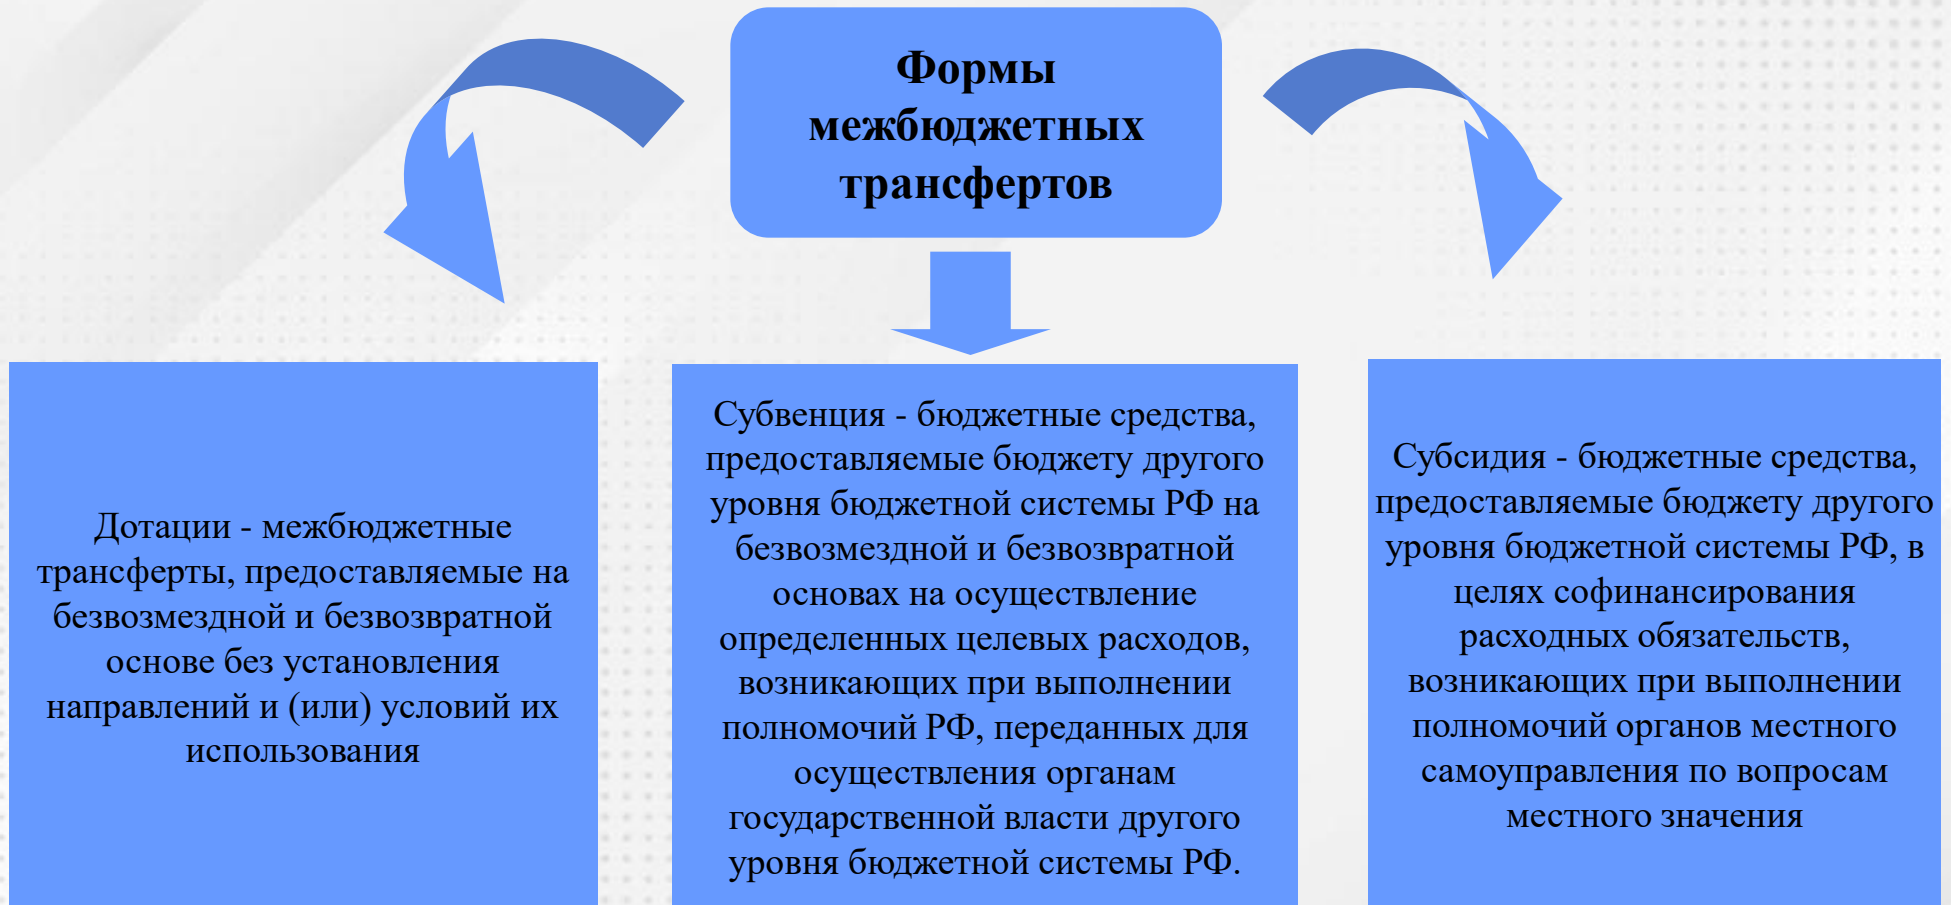 Формы
межбюджетных
трансфертов
Дотации - межбюджетные
трансферты, предоставляемые на
безвозмездной и безвозвратной
основе без установления
направлений и (или) условий их
использования
Субвенция - бюджетные средства,
предоставляемые бюджету другого
уровня бюджетной системы РФ на
безвозмездной и безвозвратной
основах на осуществление
определенных целевых расходов,
возникающих при выполнении
полномочий РФ, переданных для
осуществления органам
государственной власти другого
уровня бюджетной системы РФ.
Субсидия - бюджетные средства,
предоставляемые бюджету другого
уровня бюджетной системы РФ, в
целях софинансирования
расходных обязательств,
возникающих при выполнении
полномочий органов местного
самоуправления по вопросам
местного значения